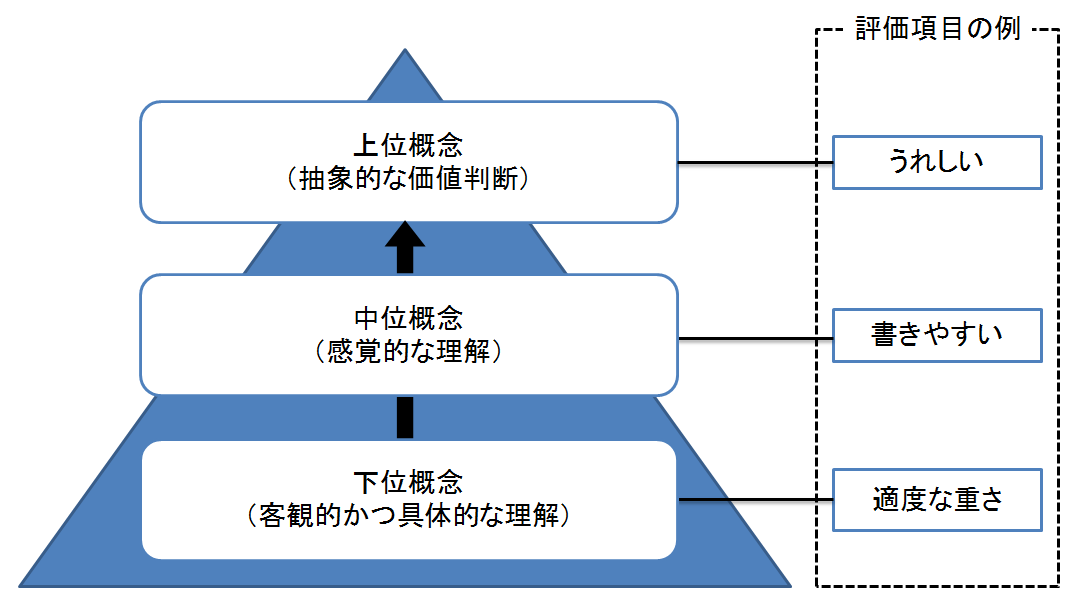 評価項目の例
上位概念
（抽象的な価値判断）
うれしい
中位概念
（感覚的な理解）
書きやすい
下位概念
（客観的かつ具体的な理解）
適度な重さ